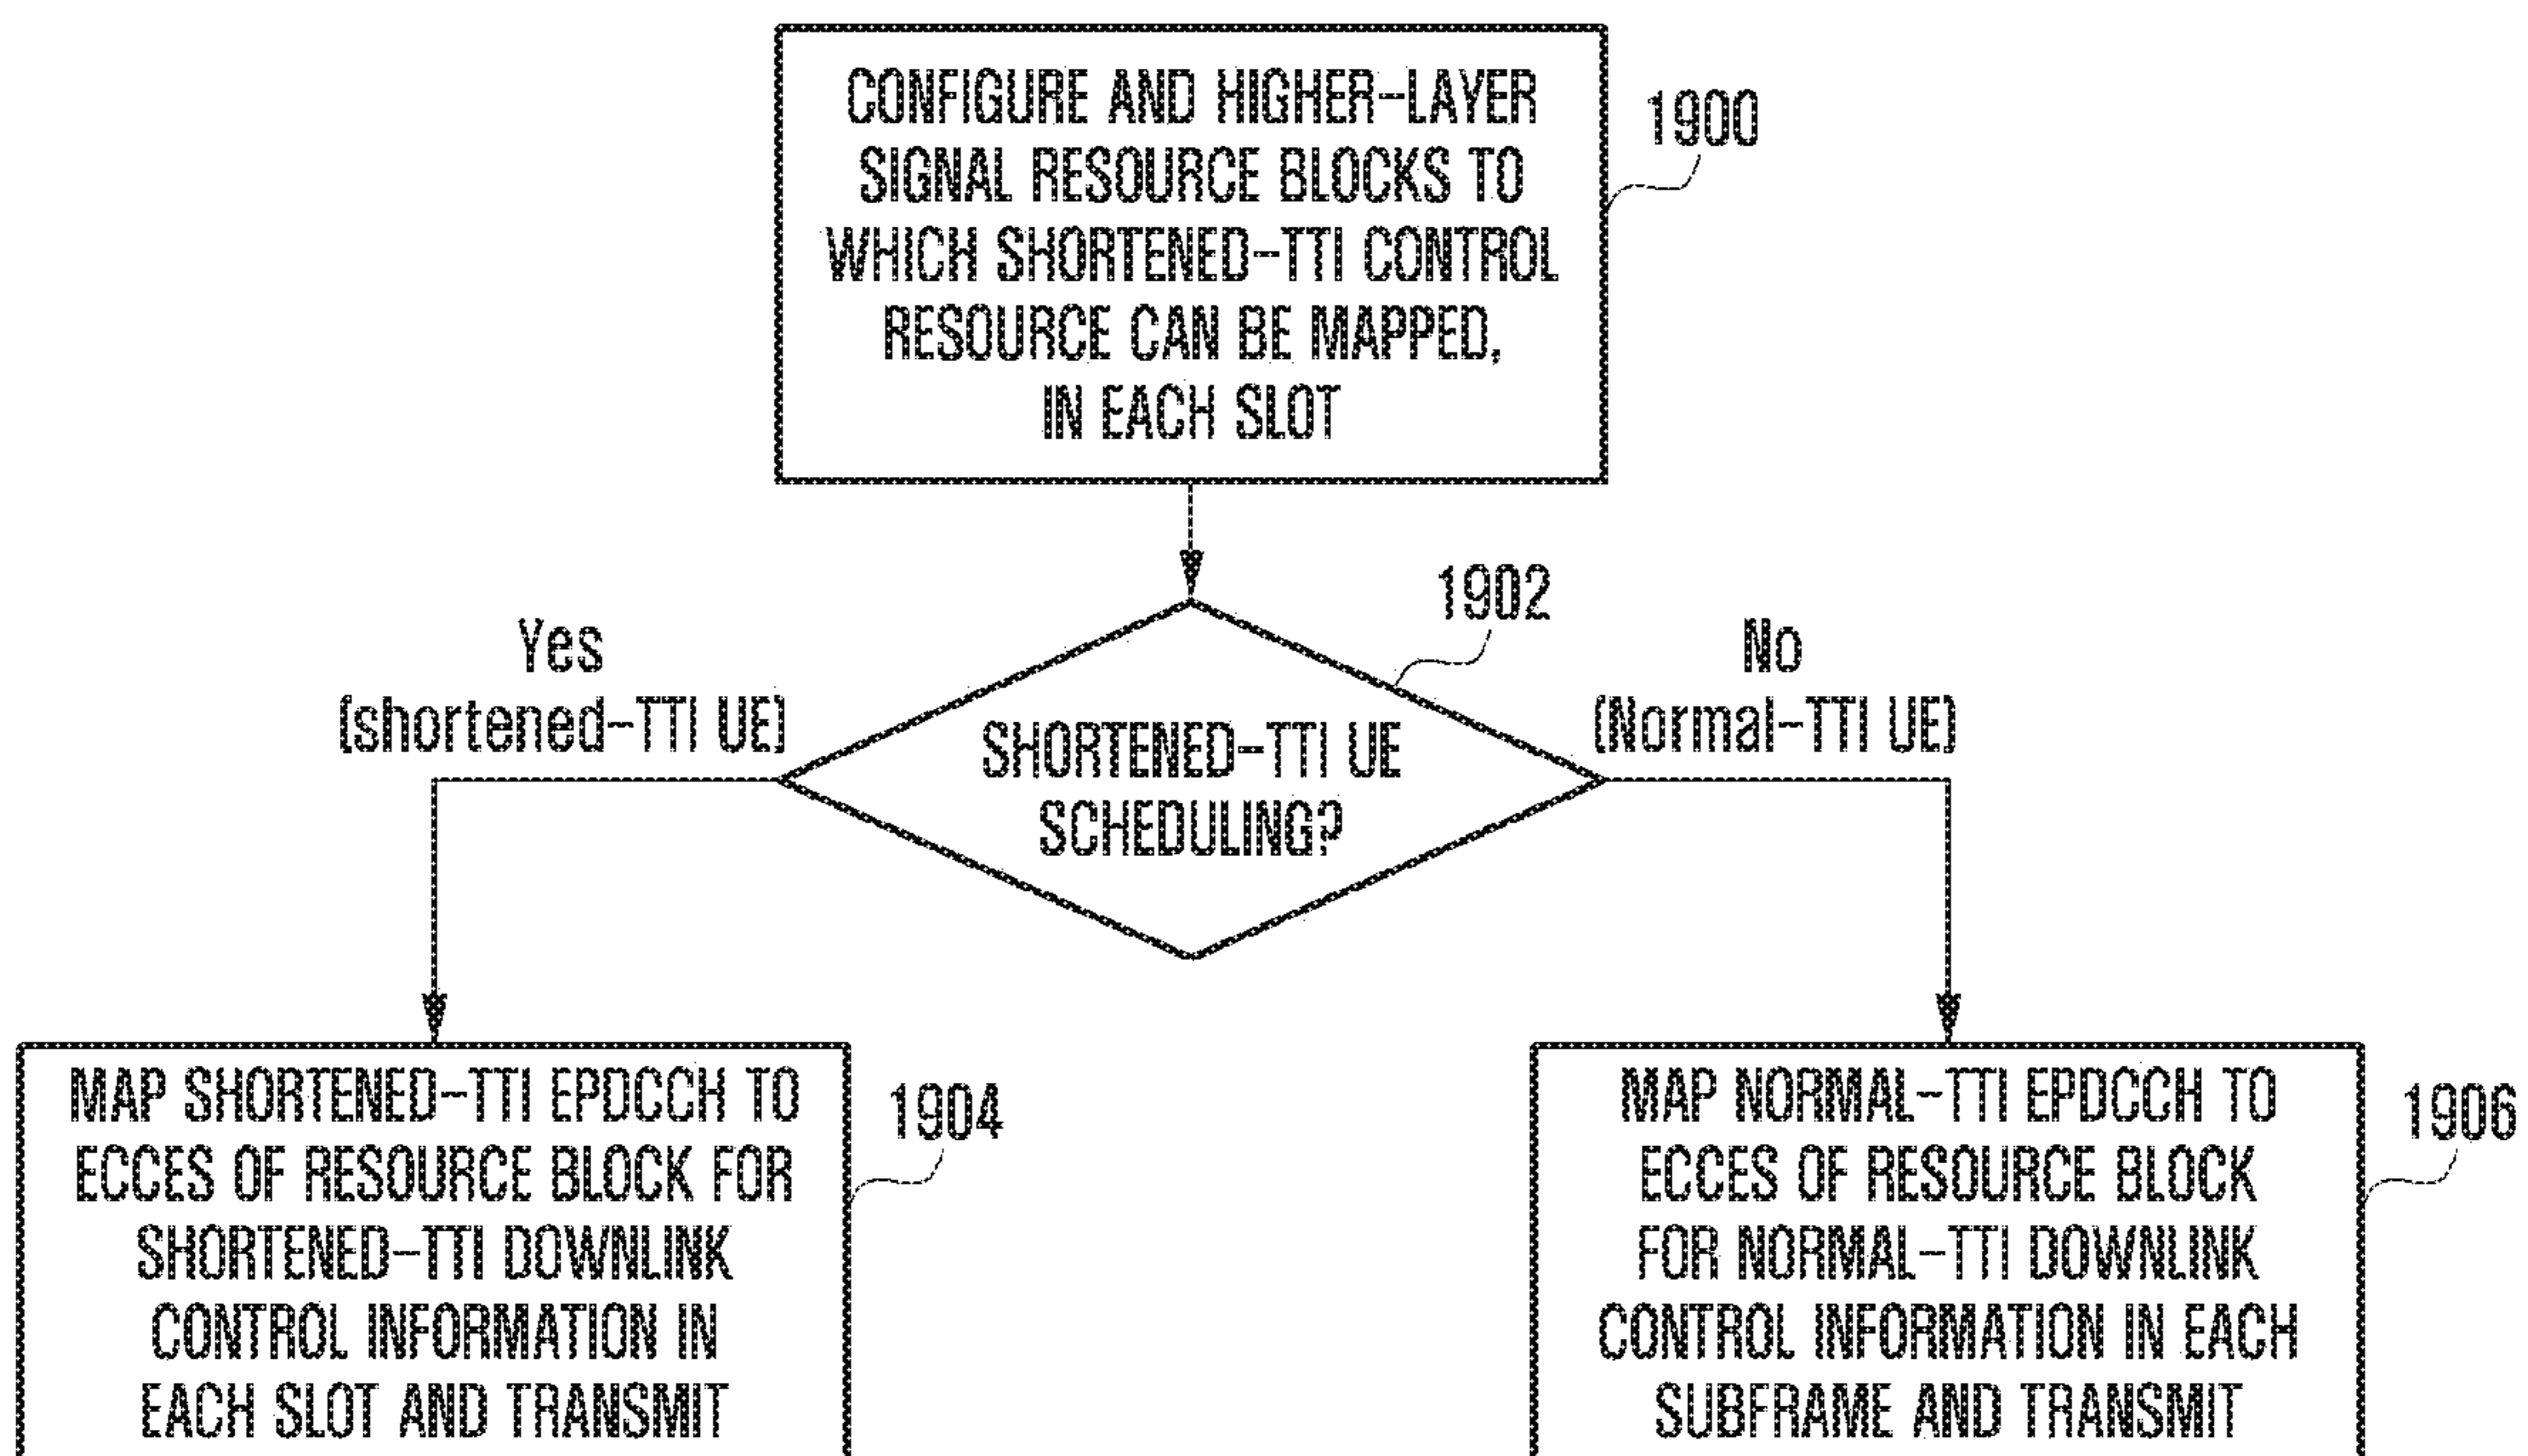 CONFIGURE AND HIGHER-LAYER
SIGNAL RESOURCE BLOCKS TO
WHICH SHORTENED-TTI CONTROL
RESOURCE CAN BE MAPPED,
IN EACH SLOT
1900
1902
Yes
(shortened-TTI UE)
No
(Normal-TTI UE)
SHORTENED-TTI UE
SCHEDULING?
MAP SHORTENED-TTI EPDCCH TO
ECCES OF RESOURCE BLOCK FOR
SHORTENED-TTI DOWNLINK
CONTROL INFORMATION IN
EACH SLOT AND TRANSMIT
1904
MAP NORMAL-TTI EPDCCH TO
ECCES OF RESOURCE BLOCK
FOR NORMAL-TTI DOWNLINK
CONTROL INFORMATION IN EACH
SUBFRAME AND TRANSMIT
1906